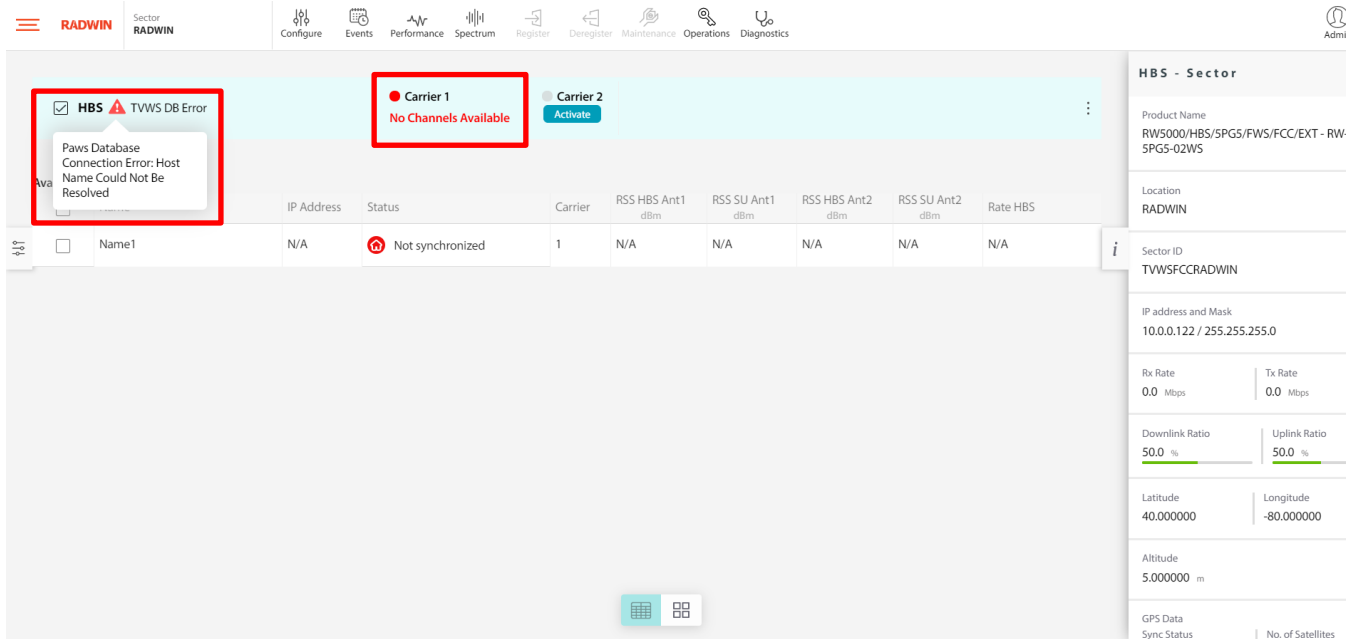 RADWIN
Sector
RADWIN
Configure
Events
Performance
Spectrum
Register
Deregister
Maintenance
Operations
Diagnostics
HBS
TVWS DB Error
Carrier 1
No Channels Available
Carrier 2
Activate
Paws Database
Connection Error: Host
Name Could Not Be
Resolved
IP Address
Status
Carrier
RSS HBS Ant1
dBm
RSS SU Ant1
dBm
RSS HBS Ant2
dBm
RSS SU Ant2
dBm
Rate HBS
Name1
N/A
Not synchronized
1
N/A
N/A
N/A
N/A
N/A
i
HBS - Sector
Product Name
RW5000/HBS/5PG5/FWS/FCC/EXT - RW-
5PG5-02WS
Location
RADWIN
Sector ID
TVWSFCCRADWIN
IP address and Mask
10.0.0.122 / 255.255.255.0
Rx Rate
0.0 Mbps
Tx Rate
0.0 Mbps
Downlink Ratio
50.0 %
Uplink Ratio
50.0 %
Latitude
40.000000
Longitude
-80.000000
Altitude
5.000000 m
GPS Data
Sync Status
No. of Satellites